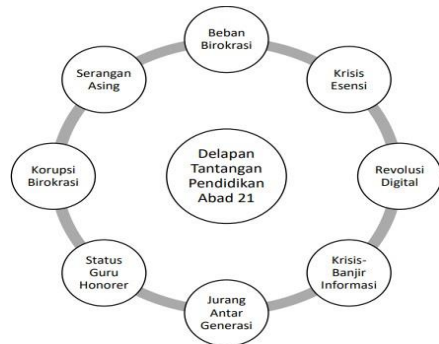 Beban
Birokrasi
Krisis
Esensi
Revolusi
Digital
Krisis-
Banjir
Informasi
Jurang
Antar
Generasi
Status
Guru
Honorer
Korupsi
Birokrasi
Serangan
Asing
Delapan
Tantangan
Pendidikan
Abad 21